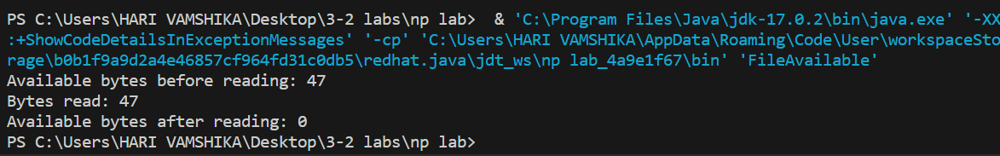 PS C:\Users\HARI VAMSHIKA\Desktop\3-2 labs\np lab>  & 'C:\Program Files\Java\jdk-17.0.2\bin\java.exe' '-XX
:+ShowCodeDetailsInExceptionMessages' '-cp' 'C:\Users\HARI VAMSHIKA\AppData\Roaming\Code\User\workspaceSto
rage\b0b1f9a9d2a4e46857cf964fd31c0db5\redhat.java\jdt_ws\np lab_4a9e1f67\bin' 'FileAvailable'
Available bytes before reading: 47
Bytes read: 47
Available bytes after reading: 0
PS C:\Users\HARI VAMSHIKA\Desktop\3-2 labs\np lab>